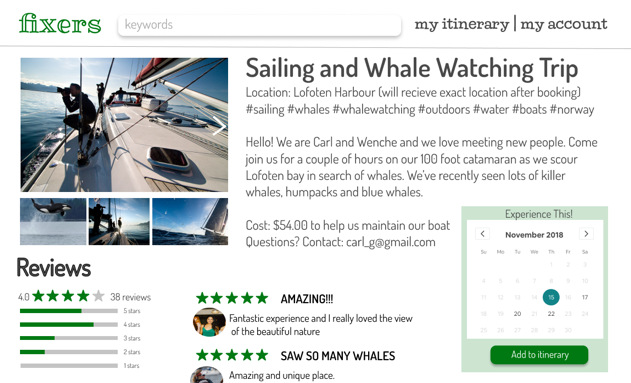 fixers
keywords
my itinerary | my account
Sailing and Whale Watching Trip
Location: Lofoten Harbour (will recieve exact location after booking)
#sailing #whales #whalewatching #outdoors #water #boats #norway
Hello! We are Carl and Wenche and we love meeting new people. Come
join us for a couple of hours on our 100 foot catamaran as we scour
Lofoten bay in search of whales. We've recently seen lots of killer
whales, humpacks and blue whales.
Cost: $54.00 to help us maintain our boat
Questions? Contact: carl_g@gmail.com
Experience This!
November 2018
Su Mo Tu We Th Fr Sa
1 2 3
4 5 6 7 8 9 10
11 12 13 14 15 16 17
18 19 20 21 22 23 24
25 26 27 28 29 30
Add to itinerary
Reviews
4.0 38 reviews
5 stars
4 stars
3 stars
2 stars
1 stars
AMAZING!!!
Fantastic experience and I really loved the view
of the beautiful nature
SAW SO MANY WHALES
Amazing and unique place.